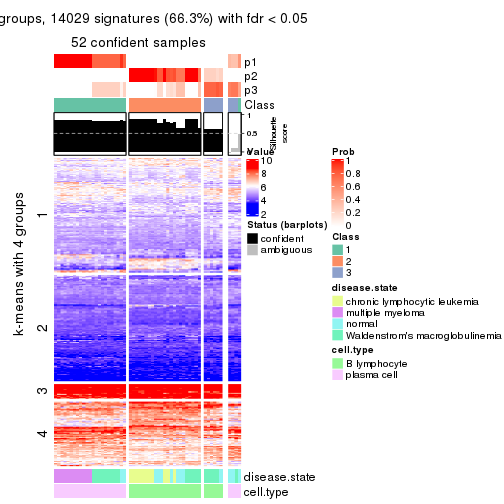 groups, 14029 signatures (66.3%) with fdr < 0.05
52 confident samples
p1
p2
p3
Class
1
0.5
0
Silhouette
score
k-means with 4 groups
1
2
3
4
disease.state
cell.type
Value
10
8
6
4
2
Status (barplots)
confident
ambiguous
Prob
1
0.8
0.6
0.4
0.2
0
Class
1
2
3
disease.state
chronic lymphocytic leukemia
multiple myeloma
normal
Waldenstrom's macroglobulinemia
cell.type
B lymphocyte
plasma cell